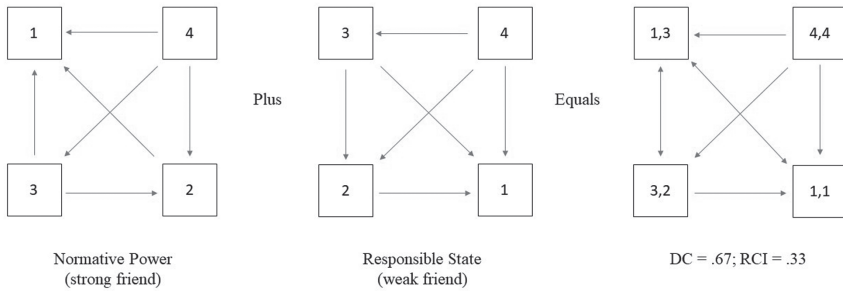 1 4 3 4 1,3 4,4
Plus Equals
3 2 2 1 3,2 1,1
Normative Power Responsible State DC = .67; RCI = .33
(strong friend) (weak friend)